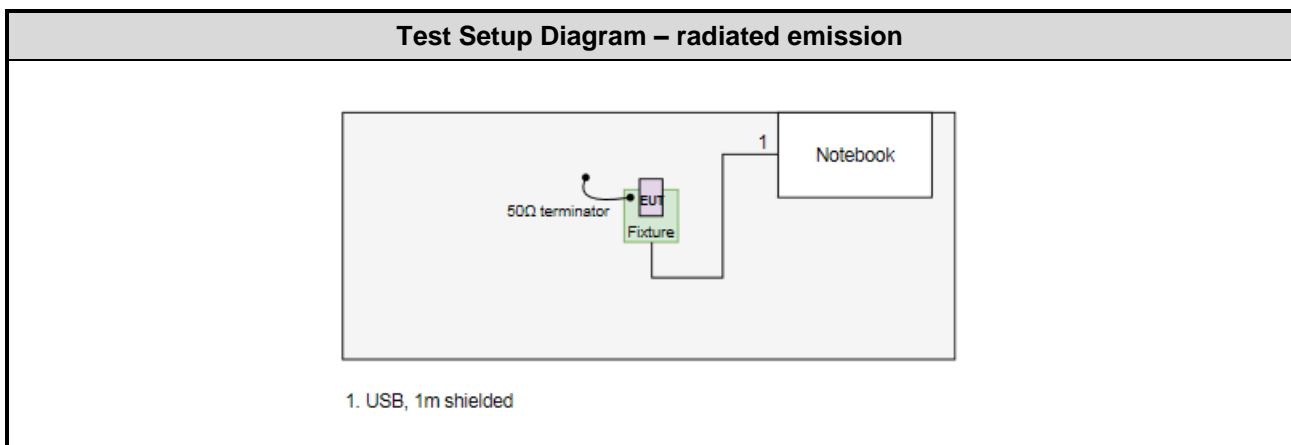 Test Setup Diagram – radiated emission
1
Notebook
EUT
50Ω terminator
Fixture
1. USB, 1m shielded